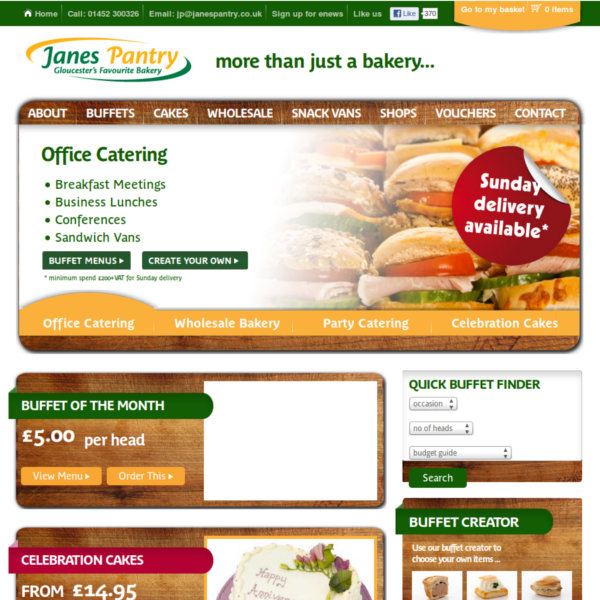 Home
Call: 01452 300326
Email: jp@janespantry.co.uk
Sign up for enews
Like us
Like
370
Go to my basket
0 items
Janes Pantry
Gloucester's Favourite Bakery
more than just a bakery...
ABOUT
BUFFETS
CAKES
WHOLESALE
SNACK VANS
SHOPS
VOUCHERS
CONTACT
Office Catering
• Breakfast Meetings
• Business Lunches
• Conferences
• Sandwich Vans
BUFFET MENUS
CREATE YOUR OWN
* minimum spend £200+VAT for Sunday delivery
Sunday
delivery
available*
Office Catering
Wholesale Bakery
Party Catering
Celebration Cakes
BUFFET OF THE MONTH
£5.00 per head
View Menu
Order This
QUICK BUFFET FINDER
occasion
no of heads
budget guide
Search
CELEBRATION CAKES
FROM £14.95
Happy
Anniver
BUFFET CREATOR
Use our buffet creator to
choose your own items ...